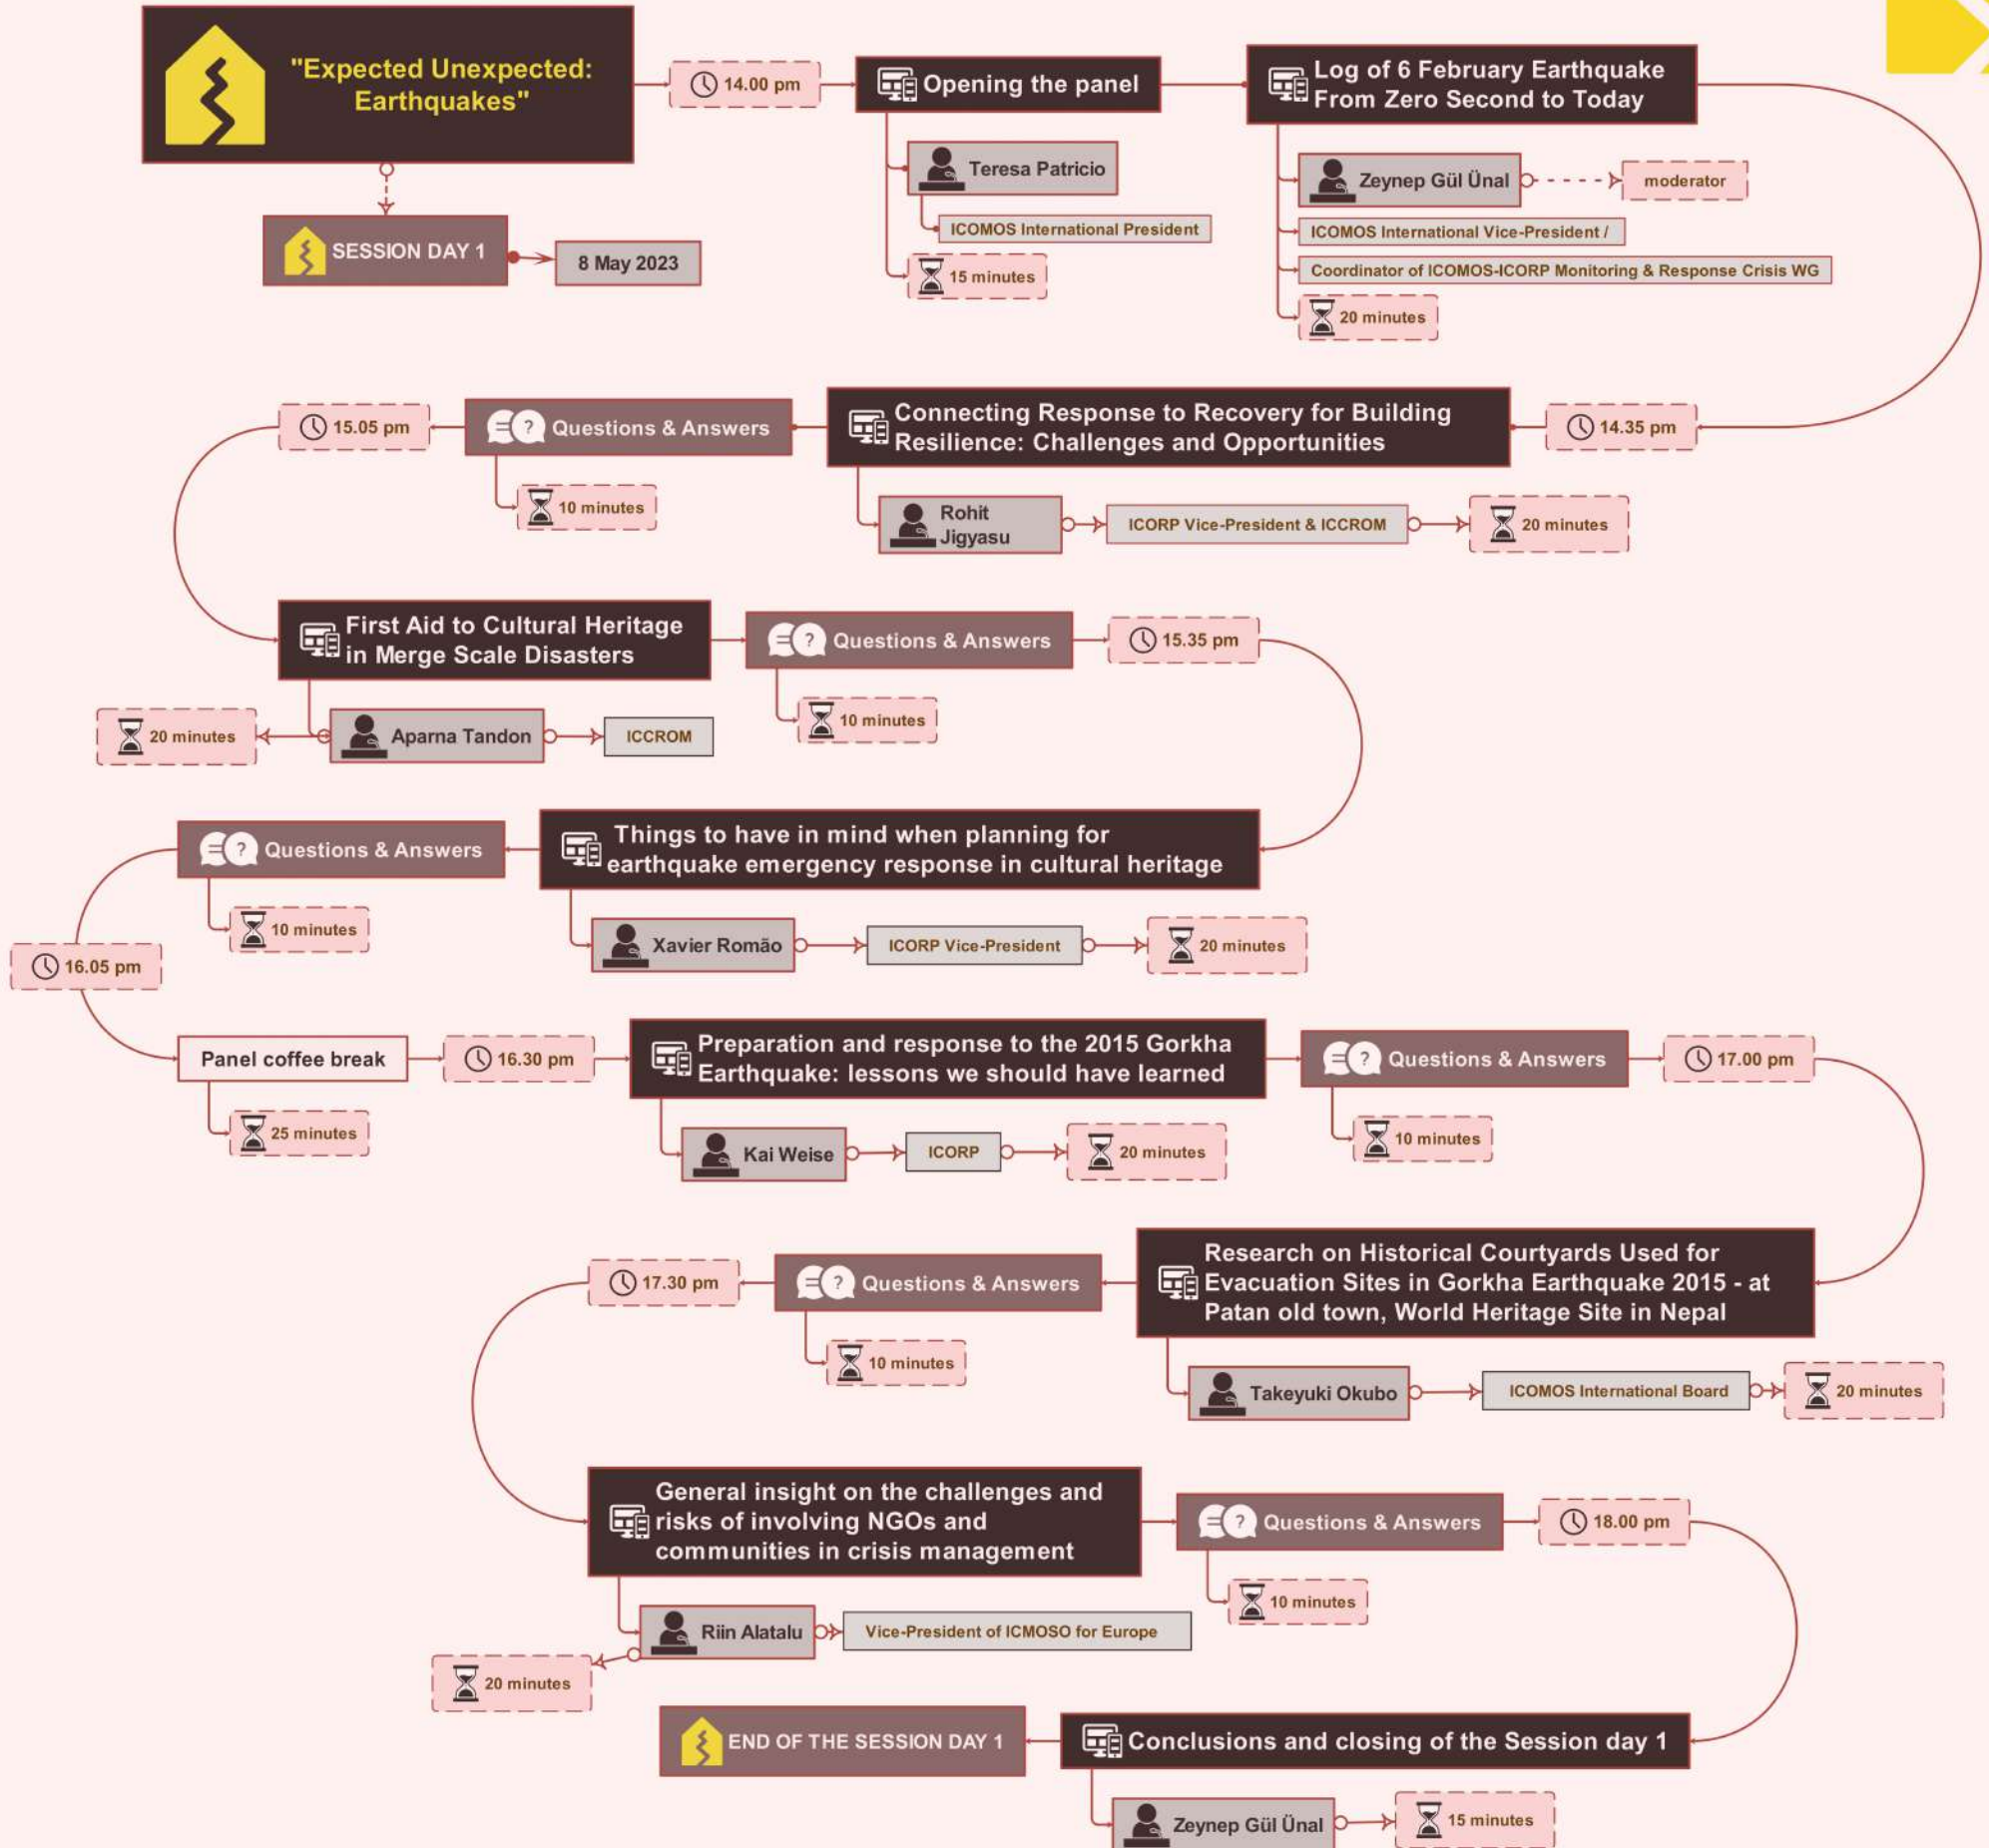 "Expected Unexpected:
Earthquakes"
14.00 pm
Opening the panel
Log of 6 February Earthquake
From Zero Second to Today
Teresa Patricio
ICOMOS International President
15 minutes
Zeynep Gül Ünal
moderator
ICOMOS International Vice-President /
Coordinator of ICOMOS-ICORP Monitoring & Response Crisis WG
20 minutes
SESSION DAY 1
8 May 2023
14.35 pm
Connecting Response to Recovery for Building
Resilience: Challenges and Opportunities
Rohit
Jigyasu
ICORP Vice-President & ICCROM
20 minutes
Questions & Answers
10 minutes
15.05 pm
First Aid to Cultural Heritage
in Merge Scale Disasters
Aparna Tandon
ICCROM
20 minutes
Questions & Answers
10 minutes
15.35 pm
Things to have in mind when planning for
earthquake emergency response in cultural heritage
Xavier Romão
ICORP Vice-President
20 minutes
Questions & Answers
10 minutes
16.05 pm
Panel coffee break
25 minutes
16.30 pm
Preparation and response to the 2015 Gorkha
Earthquake: lessons we should have learned
Kai Weise
ICORP
20 minutes
Questions & Answers
10 minutes
17.00 pm
Research on Historical Courtyards Used for
Evacuation Sites in Gorkha Earthquake 2015 - at
Patan old town, World Heritage Site in Nepal
Takeyuki Okubo
ICOMOS International Board
20 minutes
Questions & Answers
10 minutes
17.30 pm
General insight on the challenges and
risks of involving NGOs and
communities in crisis management
Riin Alatalu
Vice-President of ICMOSO for Europe
20 minutes
Questions & Answers
10 minutes
18.00 pm
Conclusions and closing of the Session day 1
Zeynep Gül Ünal
15 minutes
END OF THE SESSION DAY 1